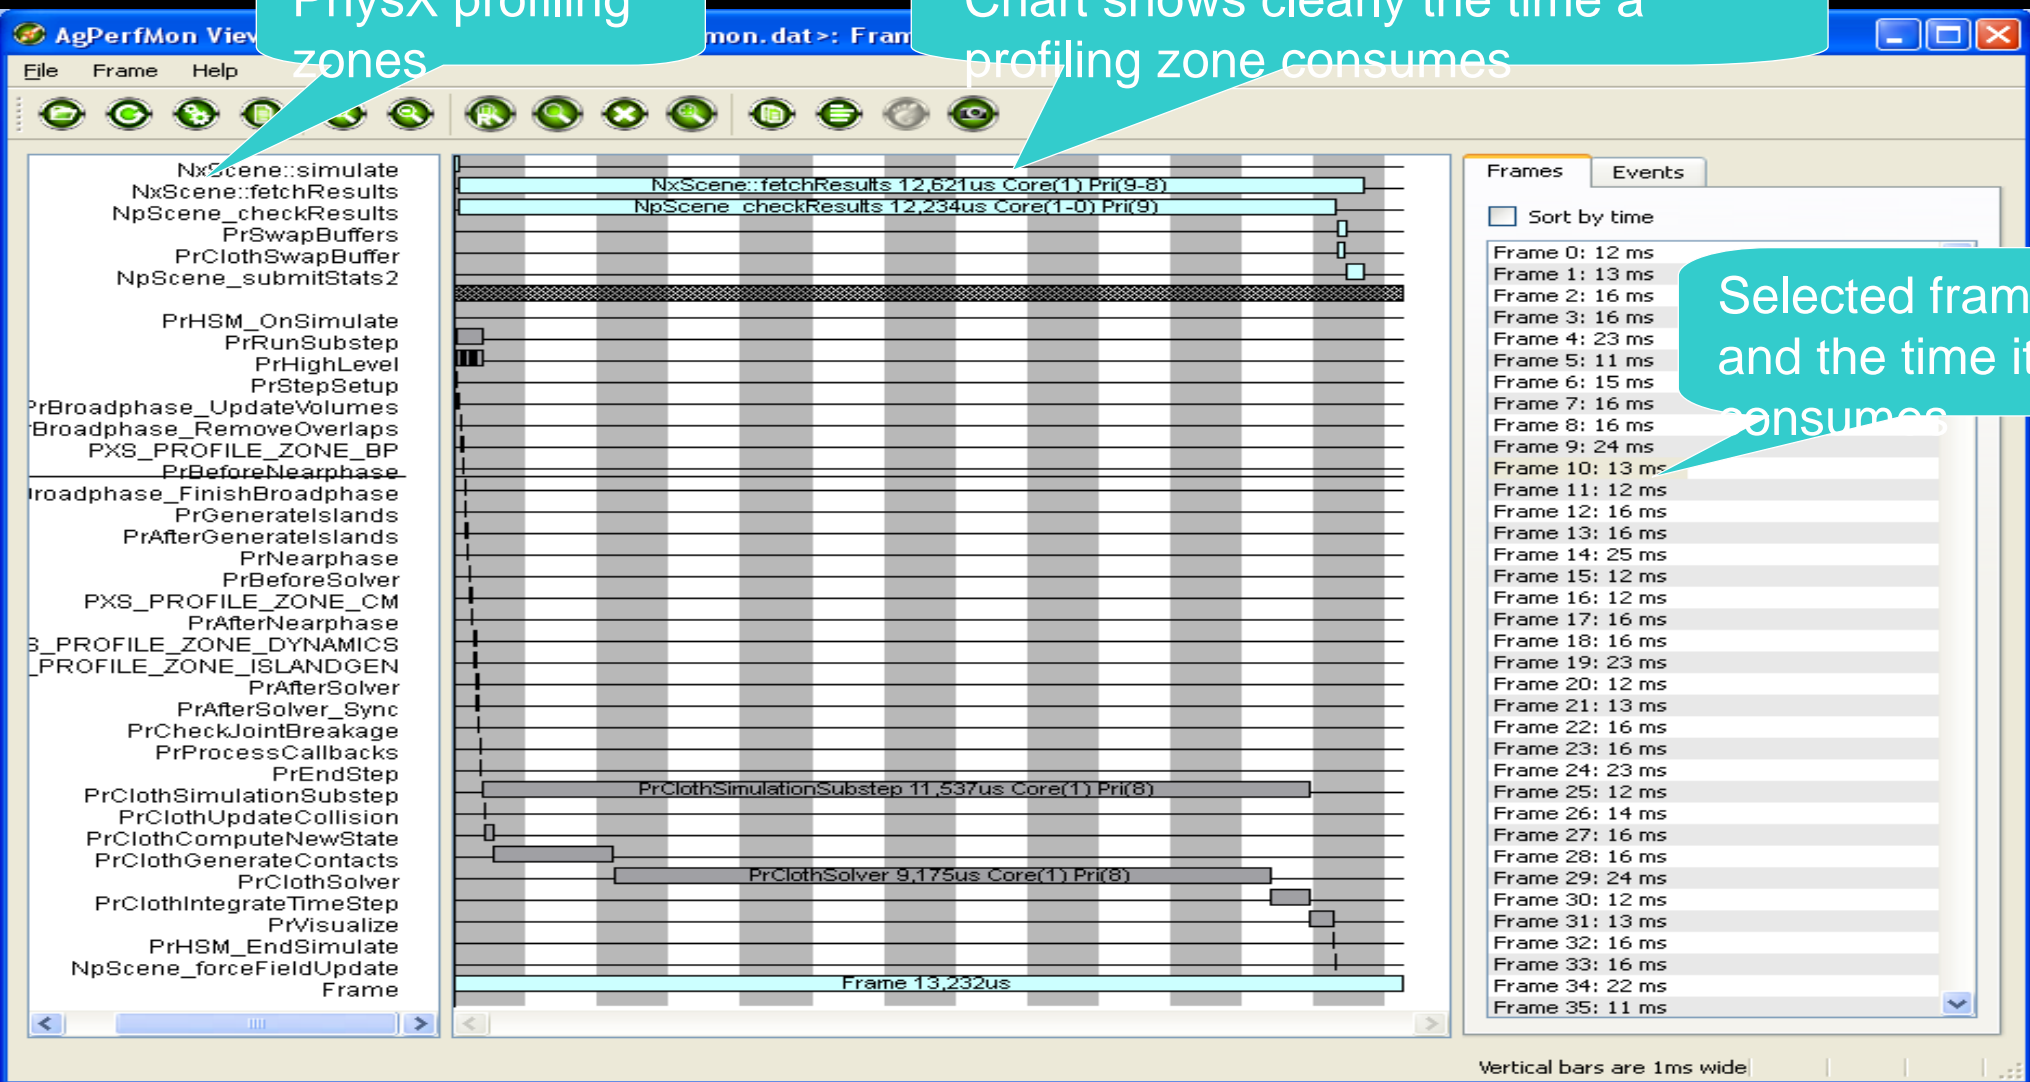 PhysX profiling
zones
Chart shows clearly the time a
profiling zone consumes
AgPerfMon
mon.dat>:
File Frame Help
NxScene::simulate
NxScene::fetchResults
NpScene_checkResults
PrSwapBuffers
PrClothSwapBuffer
NpScene_submitStats2
PrHSM_OnSimulate
PrRunSubstep
PrHighLevel
PrStepSetup
PrBroadphase_UpdateVolumes
Broadphase_RemoveOverlaps
PXS_PROFILE_ZONE_BP
PrBeforeNearphase
roadphase_FinishBroadphase
PrGenerateIslands
PrAfterGenerateIslands
PrNearphase
PrBeforeSolver
PXS_PROFILE_ZONE_CM
PrAfterNearphase
S_PROFILE_ZONE_DYNAMICS
_PROFILE_ZONE_ISLANDGEN
PrAfterSolver
PrAfterSolver_Sync
PrCheckJointBreakage
PrProcessCallbacks
PrEndStep
PrClothSimulationSubstep
PrClothUpdateCollision
PrClothComputeNewState
PrClothGenerateContacts
PrClothSolver
PrClothIntegrateTimeStep
PrVisualize
PrHSM_EndSimulate
NpScene_forceFieldUpdate
Frame
NxScene::fetchResults 12,621us Core(1) Pri(9-8)
NpScene_checkResults 12,234us Core(1-0) Pri(9)
PrClothSimulationSubstep 11,537us Core(1) Pri(8)
PrClothSolver 9,175us Core(1) Pri(8)
Frame 13,232us
Frames Events
Sort by time
Frame 0: 12 ms
Frame 1: 13 ms
Frame 2: 16 ms
Frame 3: 16 ms
Frame 4: 23 ms
Frame 5: 11 ms
Frame 6: 15 ms
Frame 7: 16 ms
Frame 8: 16 ms
Frame 9: 24 ms
Frame 10: 13 ms
Frame 11: 12 ms
Frame 12: 16 ms
Frame 13: 16 ms
Frame 14: 25 ms
Frame 15: 12 ms
Frame 16: 12 ms
Frame 17: 16 ms
Frame 18: 16 ms
Frame 19: 23 ms
Frame 20: 12 ms
Frame 21: 13 ms
Frame 22: 16 ms
Frame 23: 16 ms
Frame 24: 23 ms
Frame 25: 12 ms
Frame 26: 14 ms
Frame 27: 16 ms
Frame 28: 16 ms
Frame 29: 24 ms
Frame 30: 12 ms
Frame 31: 13 ms
Frame 32: 16 ms
Frame 33: 16 ms
Frame 34: 22 ms
Frame 35: 11 ms
Selected fram
and the time it
consumes
Vertical bars are 1ms wide